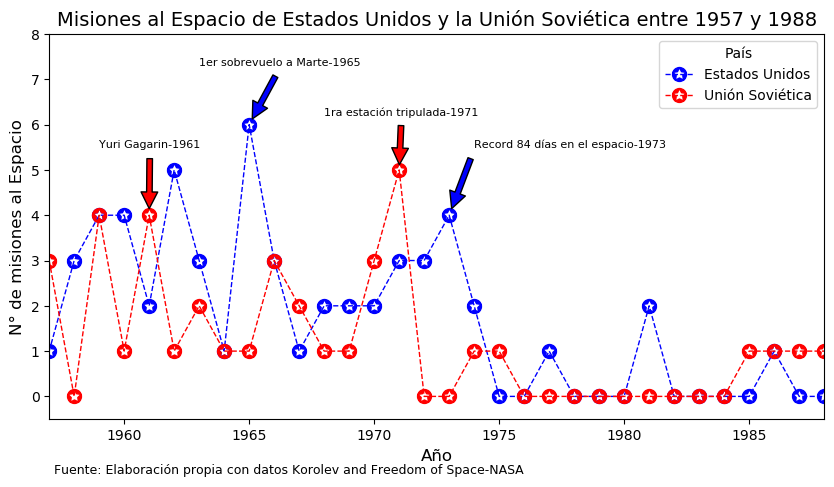 Misiones al Espacio de Estados Unidos y la Unión Soviética entre 1957 y 1988
8
7
6
5
4
3
2
1
0
N° de misiones al Espacio
1er sobrevuelo a Marte-1965
1ra estación tripulada-1971
Yuri Gagarin-1961
Record 84 días en el espacio-1973
País
Estados Unidos
Unión Soviética
1960
1965
1970
1975
1980
1985
Año
Fuente: Elaboración propia con datos Korolev and Freedom of Space-NASA